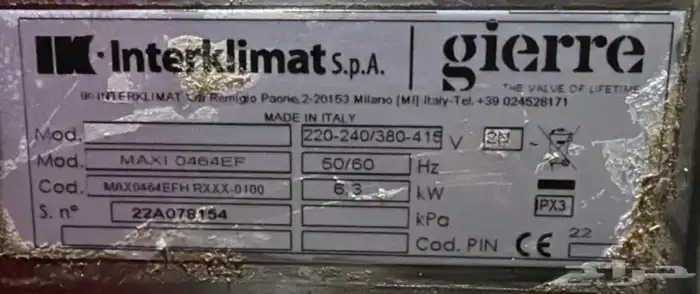 IK·Interklimat S.p.A. gierre
THE VALUE OF LIFETIME
IK-INTERKLIMAT Via Remigio Paone, 2-20153 Milano (MI) Italy-Tel. +39 024528171
MADE IN ITALY
Mod. 220-240/380-415 V 2N ~
Mod. MAXI 0464EF 50/60 Hz
Cod. MAX0464EFH RXXX-0100 6.3 kW
IPX3
S. n° 22A078154 kPa
Cod. PIN CE 22
حراج